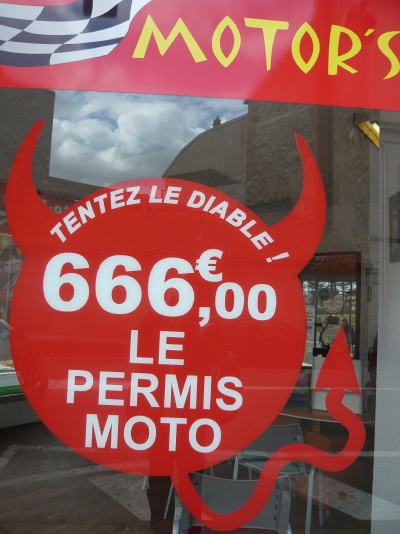 MOTOR'S
TENTEZ LE DIABLE !
666,€00
LE
PERMIS
MOTO